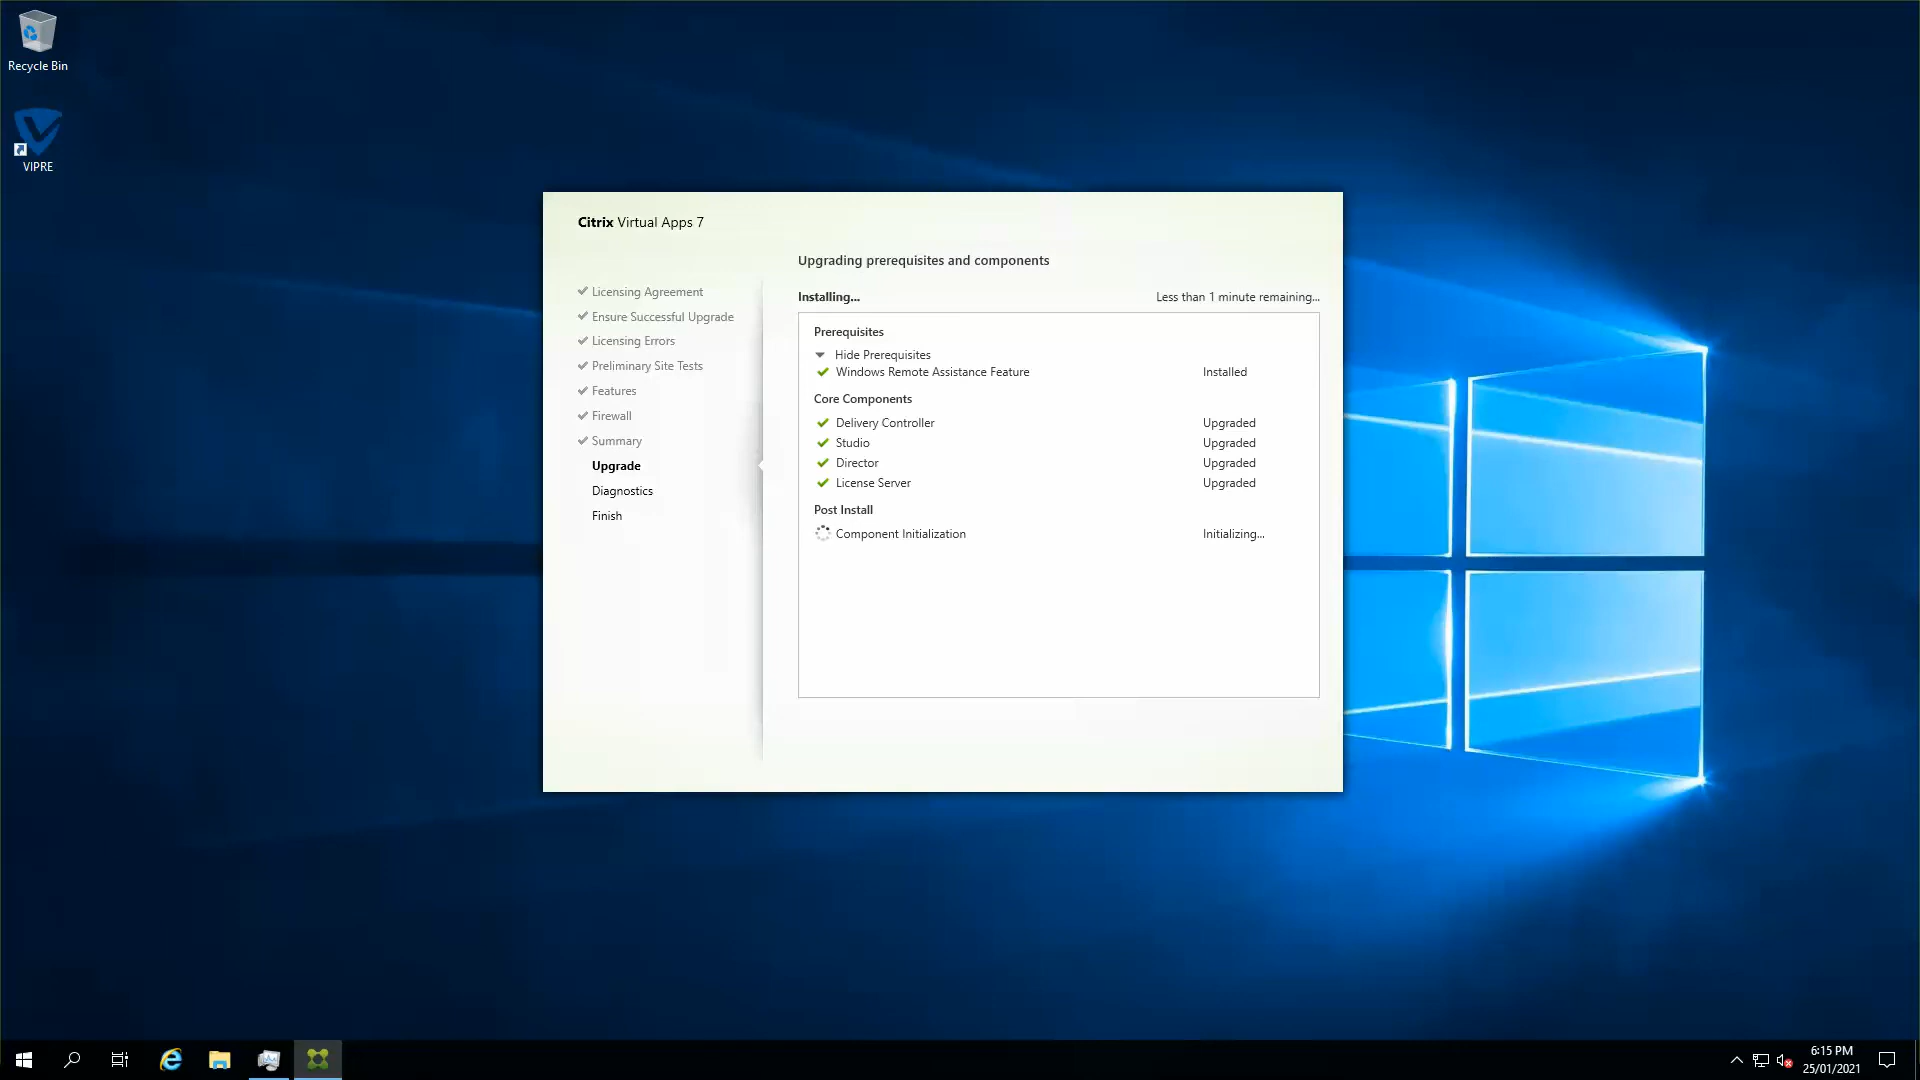 Recycle Bin
VIPRE
Citrix Virtual Apps 7
Licensing Agreement
Ensure Successful Upgrade
Licensing Errors
Preliminary Site Tests
Features
Firewall
Summary
Upgrade
Diagnostics
Finish
Upgrading prerequisites and components
Installing... Less than 1 minute remaining...
Prerequisites
Hide Prerequisites
Windows Remote Assistance Feature Installed
Core Components
Delivery Controller Upgraded
Studio Upgraded
Director Upgraded
License Server Upgraded
Post Install
Component Initialization Initializing...
6:15 PM
25/01/2021